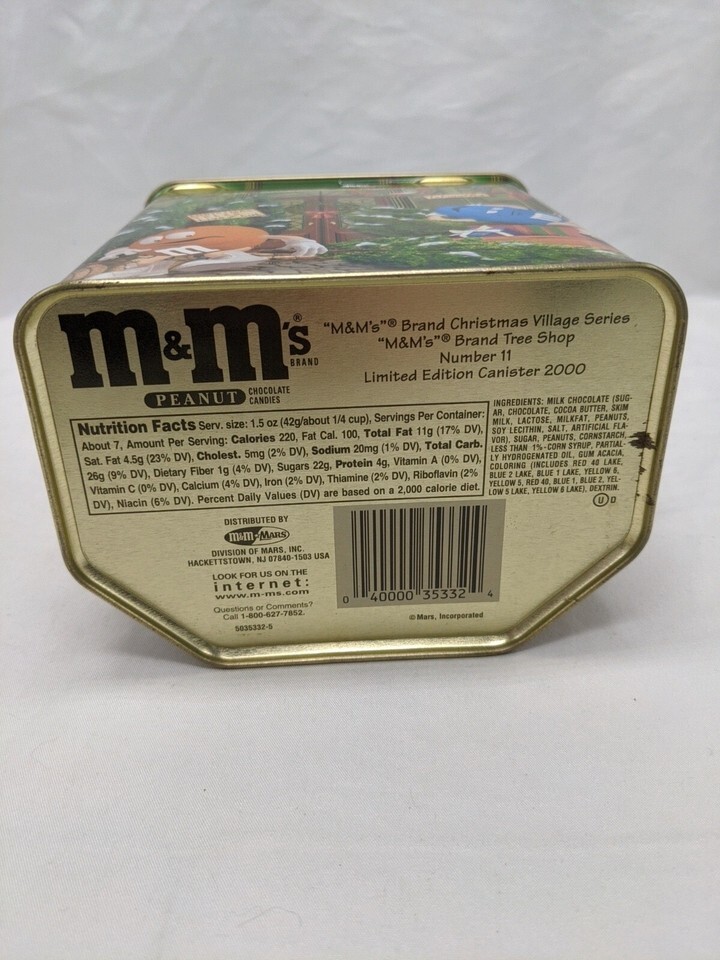 m&m's® BRAND
PEANUT CHOCOLATE CANDIES
"M&M's"® Brand Christmas Village Series
"M&M's"® Brand Tree Shop
Number 11
Limited Edition Canister 2000
Nutrition Facts Serv. size: 1.5 oz (42g/about 1/4 cup), Servings Per Container:
About 7, Amount Per Serving: Calories 220, Fat Cal. 100, Total Fat 11g (17% DV),
Sat. Fat 4.5g (23% DV), Cholest. 5mg (2% DV), Sodium 20mg (1% DV), Total Carb.
26g (9% DV), Dietary Fiber 1g (4% DV), Sugars 22g, Protein 4g, Vitamin A (0% DV),
Vitamin C (0% DV), Calcium (4% DV), Iron (2% DV), Thiamine (2% DV), Riboflavin (2%
DV), Niacin (6% DV). Percent Daily Values (DV) are based on a 2,000 calorie diet.
INGREDIENTS: MILK CHOCOLATE (SUG-
AR, CHOCOLATE, COCOA BUTTER, SKIM
MILK, LACTOSE, MILKFAT, PEANUTS,
SOY LECITHIN, SALT, ARTIFICIAL FLA-
VOR), SUGAR, PEANUTS, CORNSTARCH,
LESS THAN 1%-CORN SYRUP, PARTIAL-
LY HYDROGENATED OIL, GUM ACACIA,
COLORING (INCLUDES RED 40 LAKE,
BLUE 2 LAKE, BLUE 1 LAKE, YELLOW 6,
YELLOW 5, RED 40, BLUE 1, BLUE 2, YEL-
LOW 5 LAKE, YELLOW 6 LAKE), DEXTRIN.
U D
DISTRIBUTED BY
m&m-MARS
DIVISION OF MARS, INC.
HACKETTSTOWN, NJ 07840-1503 USA
LOOK FOR US ON THE
internet:
www.m-ms.com
Questions or Comments?
Call 1-800-627-7852.
5035332-5
0 40000 35332 4
© Mars, Incorporated